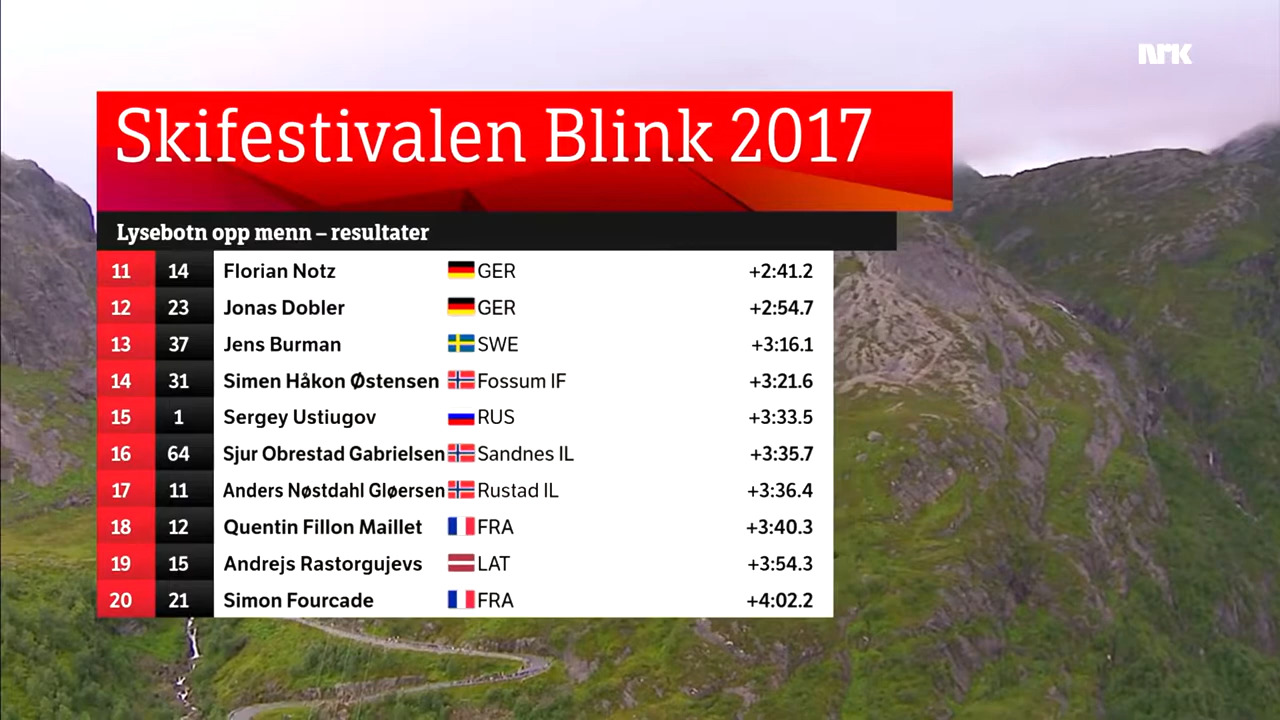 NRK
Skifestivalen Blink 2017
Lysebotn opp menn – resultater
11 14 Florian Notz GER +2:41.2
12 23 Jonas Dobler GER +2:54.7
13 37 Jens Burman SWE +3:16.1
14 31 Simen Håkon Østensen Fossum IF +3:21.6
15 1 Sergey Ustiugov RUS +3:33.5
16 64 Sjur Obrestad Gabrielsen Sandnes IL +3:35.7
17 11 Anders Nøstdahl Gløersen Rustad IL +3:36.4
18 12 Quentin Fillon Maillet FRA +3:40.3
19 15 Andrejs Rastorgujevs LAT +3:54.3
20 21 Simon Fourcade FRA +4:02.2